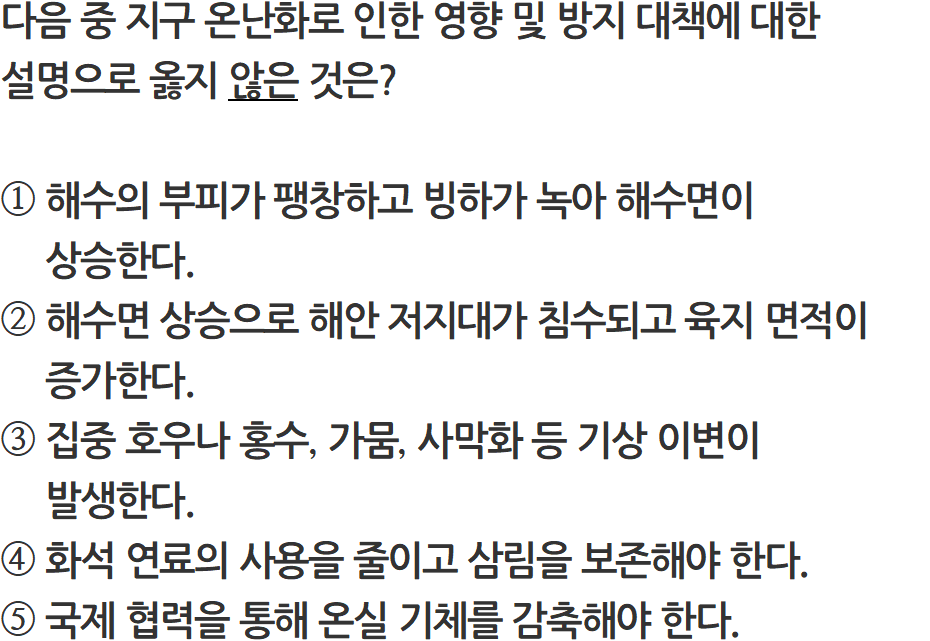 다음 중 지구 온난화로 인한 영향 및 방지 대책에 대한
설명으로 옳지 않은 것은?
① 해수의 부피가 팽창하고 빙하가 녹아 해수면이
상승한다.
② 해수면 상승으로 해안 저지대가 침수되고 육지 면적이
증가한다.
③ 집중 호우나 홍수, 가뭄, 사막화 등 기상 이변이
발생한다.
④ 화석 연료의 사용을 줄이고 삼림을 보존해야 한다.
⑤ 국제 협력을 통해 온실 기체를 감축해야 한다.